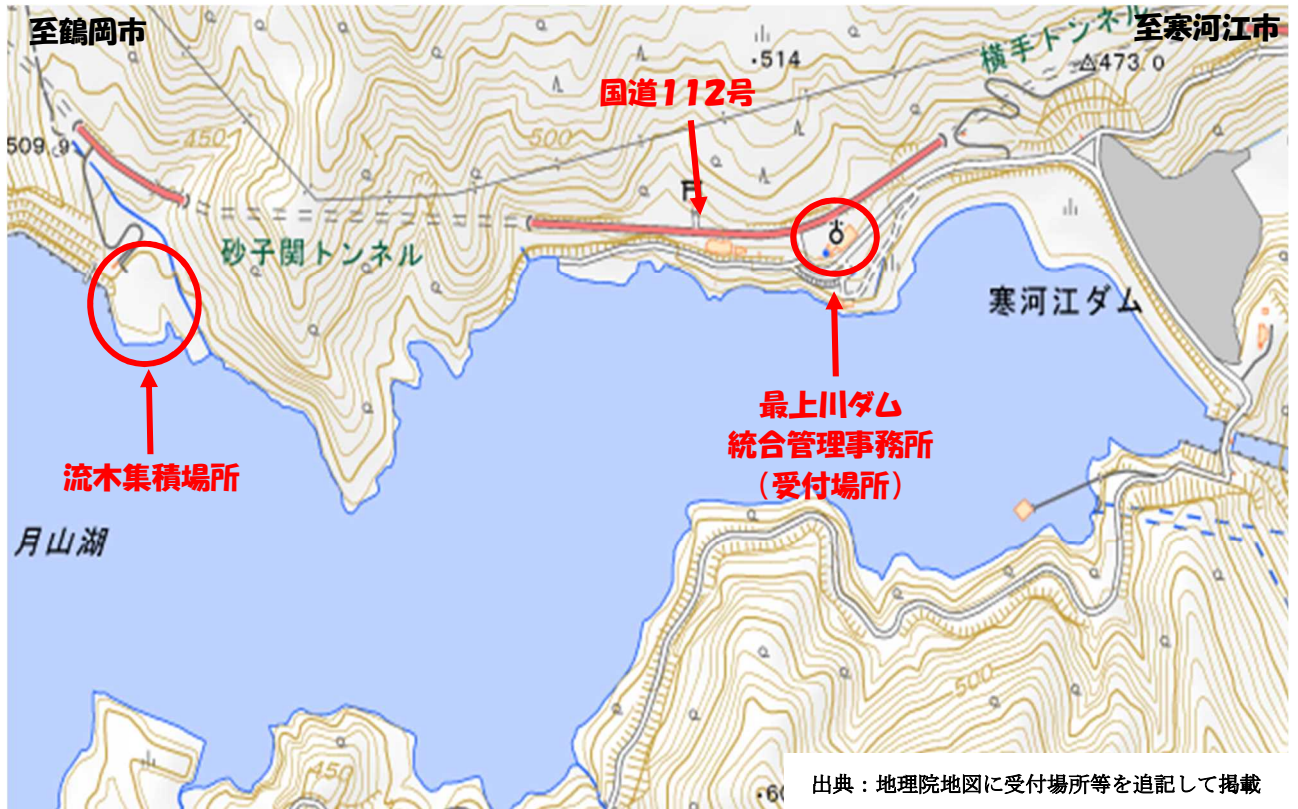 至鶴岡市
至寒河江市
横手トンネル
△473.0
・514
国道112号
509.9
450
500
砂子関トンネル
寒河江ダム
最上川ダム
統合管理事務所
（受付場所）
流木集積場所
月山湖
500
450
出典：地理院地図に受付場所等を追記して掲載